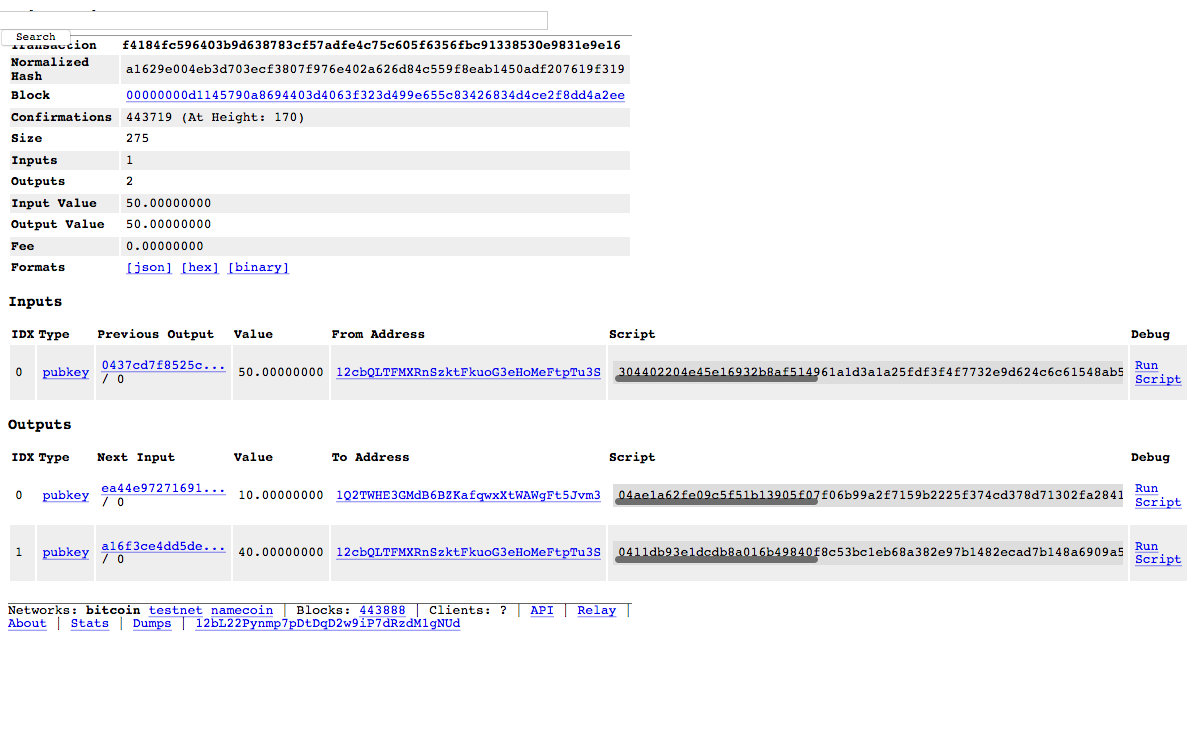 Search
Transaction f4184fc596403b9d638783cf57adfe4c75c605f6356fbc91338530e9831e9e16
Normalized Hash a1629e004eb3d703ecf3807f976e402a626d84c559f8eab1450adf207619f319
Block 00000000d1145790a8694403d4063f323d499e655c83426834d4ce2f8dd4a2ee
Confirmations 443719 (At Height: 170)
Size 275
Inputs 1
Outputs 2
Input Value 50.00000000
Output Value 50.00000000
Fee 0.00000000
Formats [json] [hex] [binary]
Inputs
IDX Type Previous Output Value From Address Script Debug
0 pubkey 0437cd7f8525c... / 0 50.00000000 12cbQLTFMXRnSzktFkuoG3eHoMeFtpTu3S 304402204e45e16932b8af514961a1d3a1a25fdf3f4f7732e9d624c6c61548ab5 Run Script
Outputs
IDX Type Next Input Value To Address Script Debug
0 pubkey ea44e97271691... / 0 10.00000000 1Q2TWHE3GMdB6BZKafqwxXtWAWgFt5Jvm3 04ae1a62fe09c5f51b13905f07f06b99a2f7159b2225f374cd378d71302fa2841 Run Script
1 pubkey a16f3ce4dd5de... / 0 40.00000000 12cbQLTFMXRnSzktFkuoG3eHoMeFtpTu3S 0411db93e1dcdb8a016b49840f8c53bc1eb68a382e97b1482ecad7b148a6909a5 Run Script
Networks: bitcoin testnet namecoin | Blocks: 443888 | Clients: ? | API | Relay |
About | Stats | Dumps | 12bL22Pynmp7pDtDqD2w9iP7dRzdM1gNUd